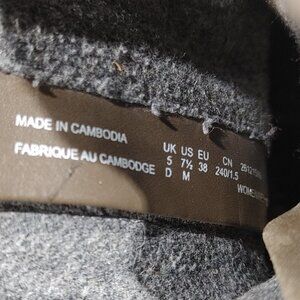 MADE IN CAMBODIA
FABRIQUE AU CAMBODGE
UK US EU CN
5 7½ 38 240/1.5
D M